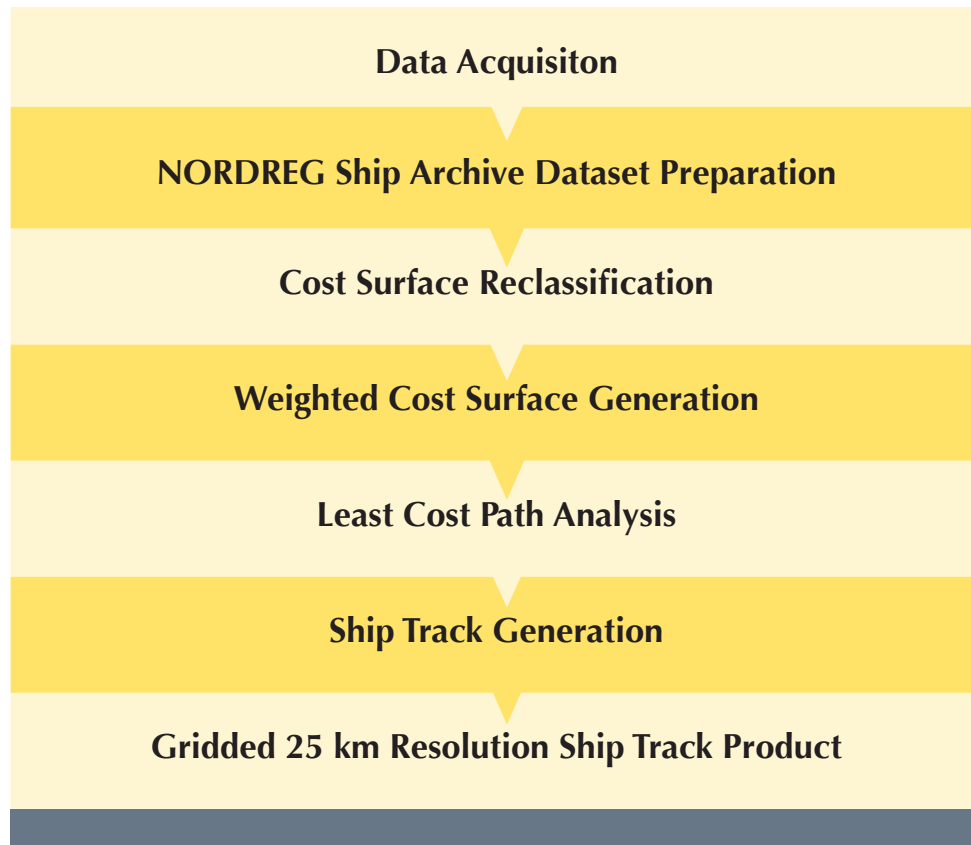 Data Acquisiton
NORDREG Ship Archive Dataset Preparation
Cost Surface Reclassification
Weighted Cost Surface Generation
Least Cost Path Analysis
Ship Track Generation
Gridded 25 km Resolution Ship Track Product